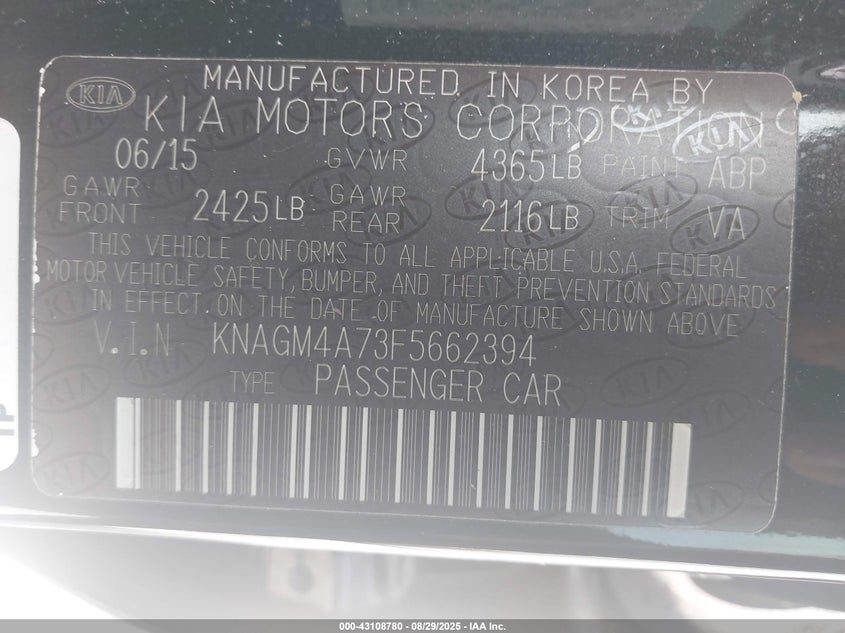 MANUFACTURED IN KOREA BY
KIA KIA MOTORS CORPORATION
06/15 GVWR 4365LB PAINT ABP
GAWR FRONT 2425LB GAWR REAR 2116LB TRIM VA
THIS VEHICLE CONFORMS TO ALL APPLICABLE U.S.A. FEDERAL
MOTOR VEHICLE SAFETY, BUMPER, AND THEFT PREVENTION STANDARDS
IN EFFECT ON THE DATE OF MANUFACTURE SHOWN ABOVE
V.I.N KNAGM4A73F5662394
TYPE PASSENGER CAR
000-43108780 - 08/29/2025 - IAA Inc.